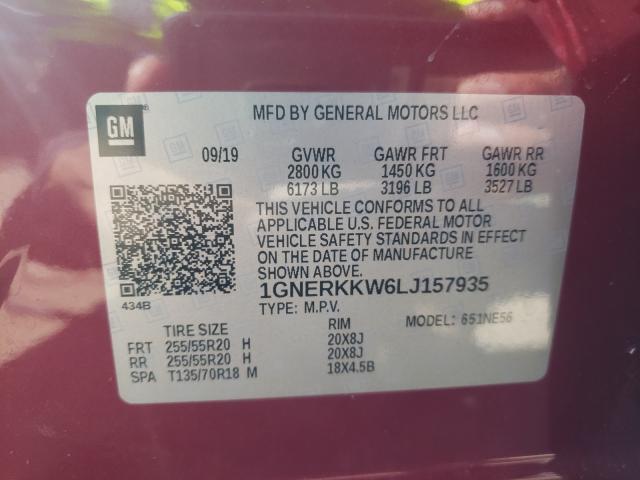 GM
MFD BY GENERAL MOTORS LLC
09/19 GVWR GAWR FRT GAWR RR
2800 KG 1450 KG 1600 KG
6173 LB 3196 LB 3527 LB
THIS VEHICLE CONFORMS TO ALL
APPLICABLE U.S. FEDERAL MOTOR
VEHICLE SAFETY STANDARDS IN EFFECT
ON THE DATE OF MANUFACTURE
1GNERKKW6LJ157935
434B
TYPE: M.P.V. MODEL: 651NE56
TIRE SIZE RIM
FRT 255/55R20 H 20X8J
RR 255/55R20 H 20X8J
SPA T135/70R18 M 18X4.5B